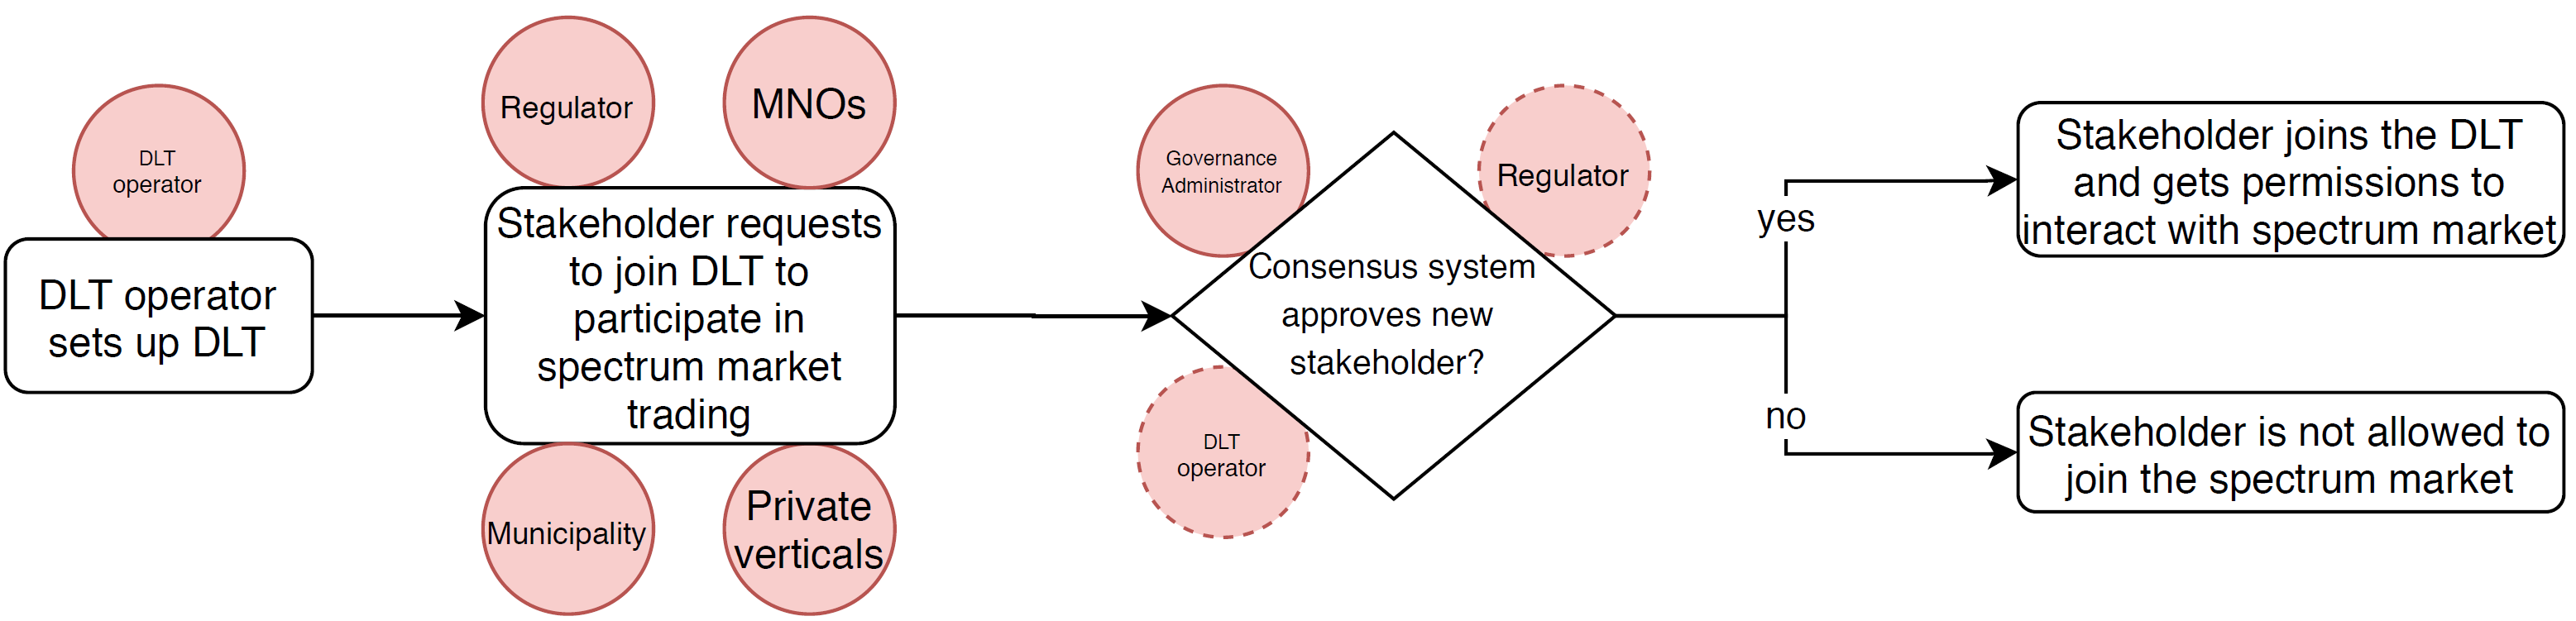 DLT
operator
DLT operator
sets up DLT
Regulator
MNOs
Stakeholder requests
to join DLT to
participate in
spectrum market
trading
Municipality
Private
verticals
Governance
Administrator
Regulator
Consensus system
approves new
stakeholder?
DLT
operator
yes
no
Stakeholder joins the DLT
and gets permissions to
interact with spectrum market
Stakeholder is not allowed to
join the spectrum market